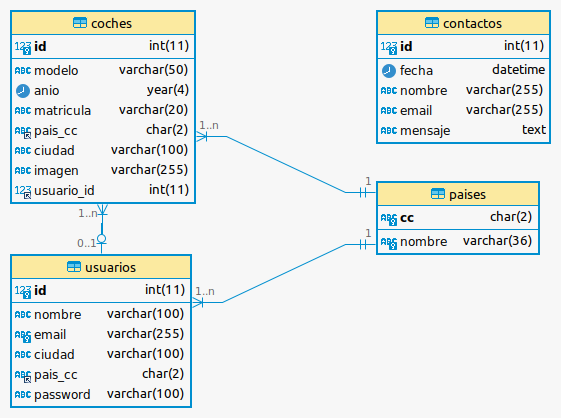 coches
123 id int(11)
ABC modelo varchar(50)
anio year(4)
ABC matricula varchar(20)
ABC pais_cc char(2)
ABC ciudad varchar(100)
ABC imagen varchar(255)
123 usuario_id int(11)
contactos
123 id int(11)
fecha datetime
ABC nombre varchar(255)
ABC email varchar(255)
ABC mensaje text
1..n
1
paises
ABC cc char(2)
ABC nombre varchar(36)
1..n
0..1
1
1..n
usuarios
123 id int(11)
ABC nombre varchar(100)
ABC email varchar(255)
ABC ciudad varchar(100)
ABC pais_cc char(2)
ABC password varchar(100)